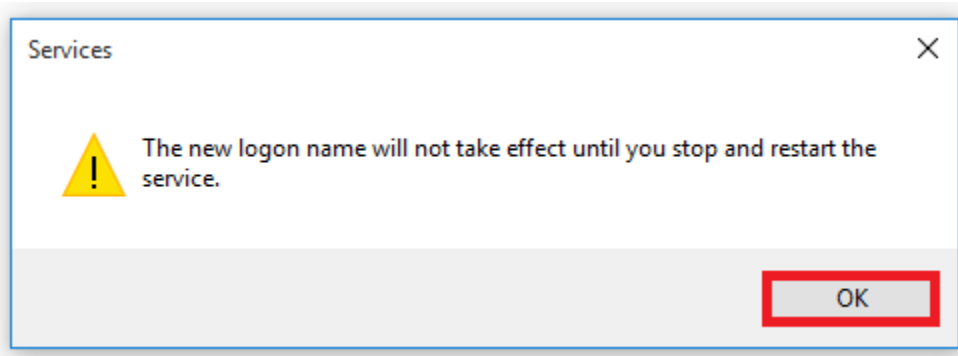 Services
The new logon name will not take effect until you stop and restart the
service.
OK